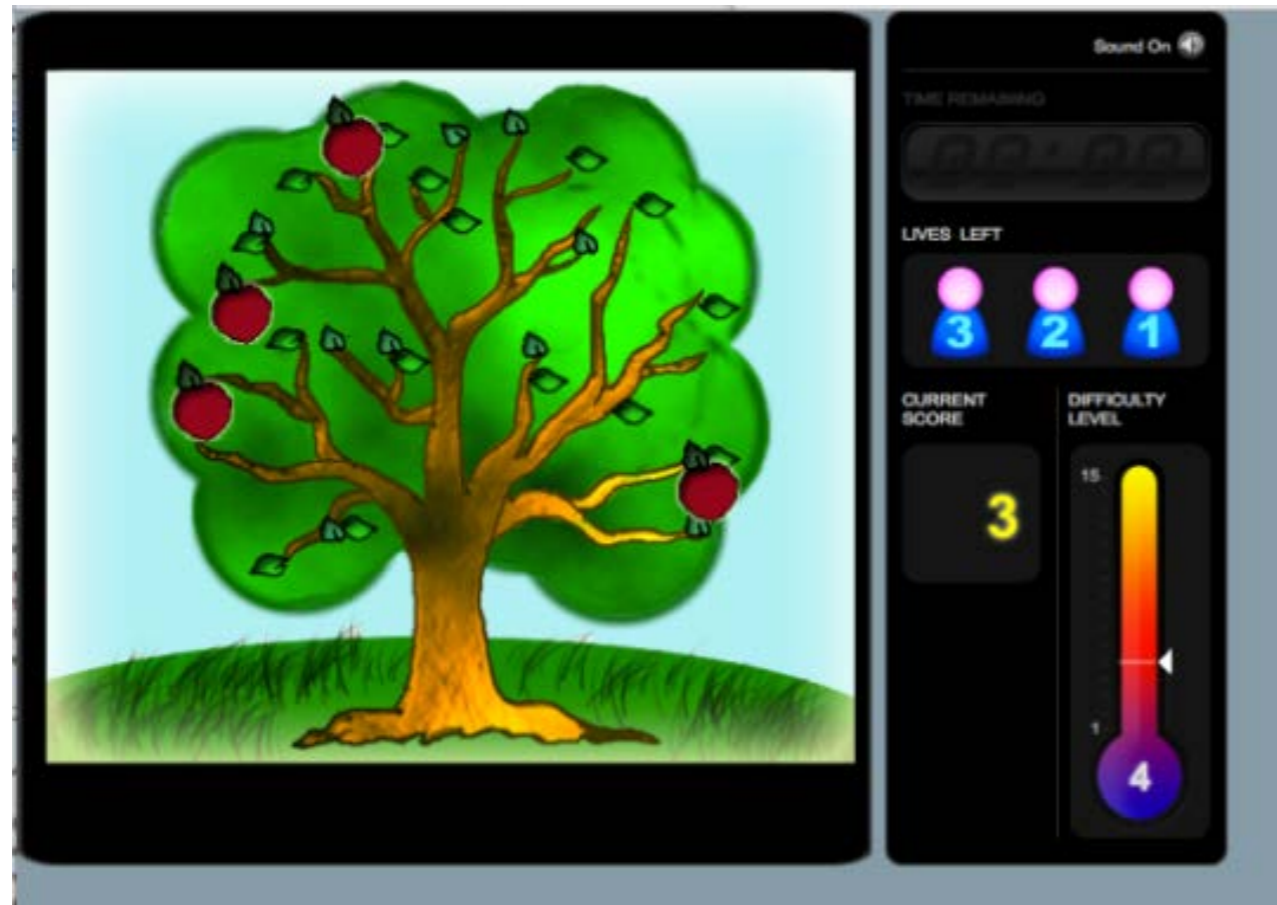 Sound On
TIME REMAINING
LIVES LEFT
3 2 1
CURRENT SCORE
3
DIFFICULTY LEVEL
15
1
4